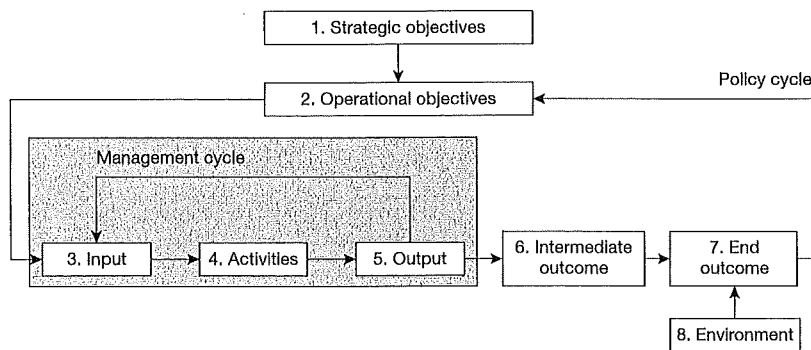 1. Strategic objectives
Policy cycle
2. Operational objectives
Management cycle
3. Input
4. Activities
5. Output
6. Intermediate
outcome
7. End
outcome
8. Environment